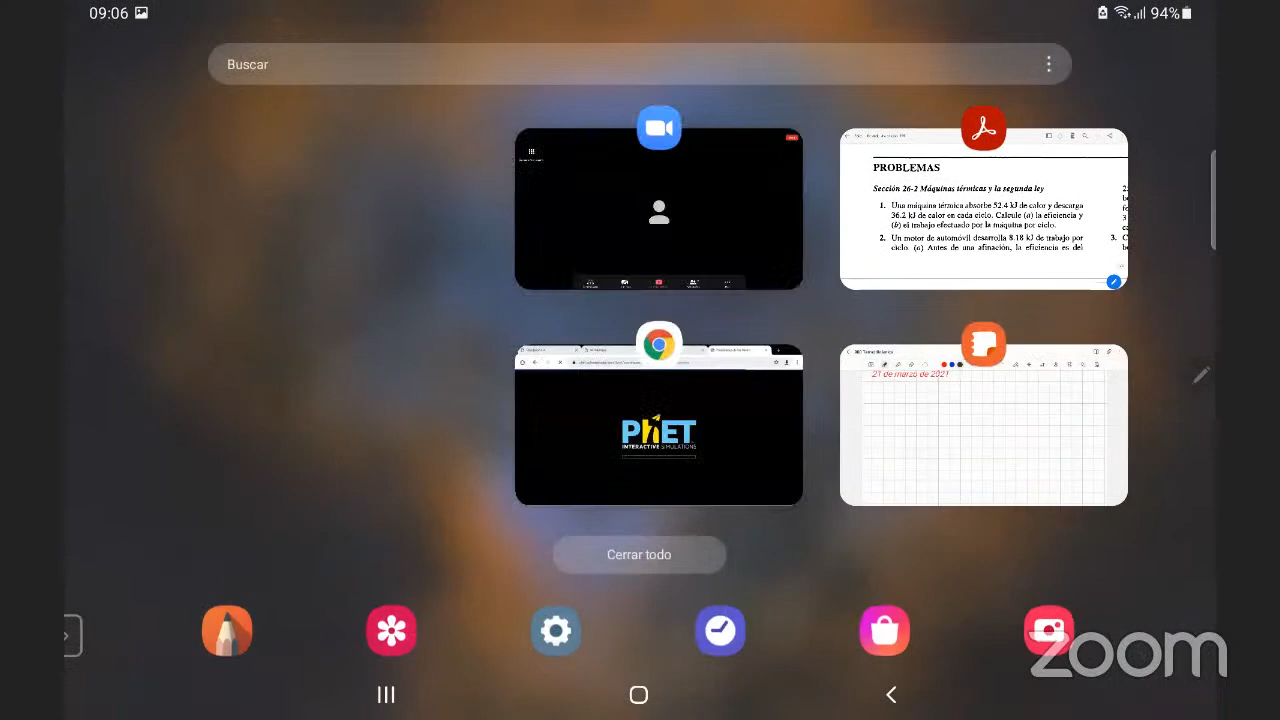 09:06
94%
Buscar
PROBLEMAS
Sección 26-2 Máquinas térmicas y la segunda ley
1. Una máquina térmica absorbe 52.4 kJ de calor y descarga
36.2 kJ de calor en cada ciclo. Calcule (a) la eficiencia y
(b) el trabajo efectuado por la máquina por ciclo.
2. Un motor de automóvil desarrolla 8.18 kJ de trabajo por
ciclo. (a) Antes de una afinación, la eficiencia es del
3.
PhET
INTERACTIVE SIMULATIONS
21 de marzo de 2021
Cerrar todo
zoom